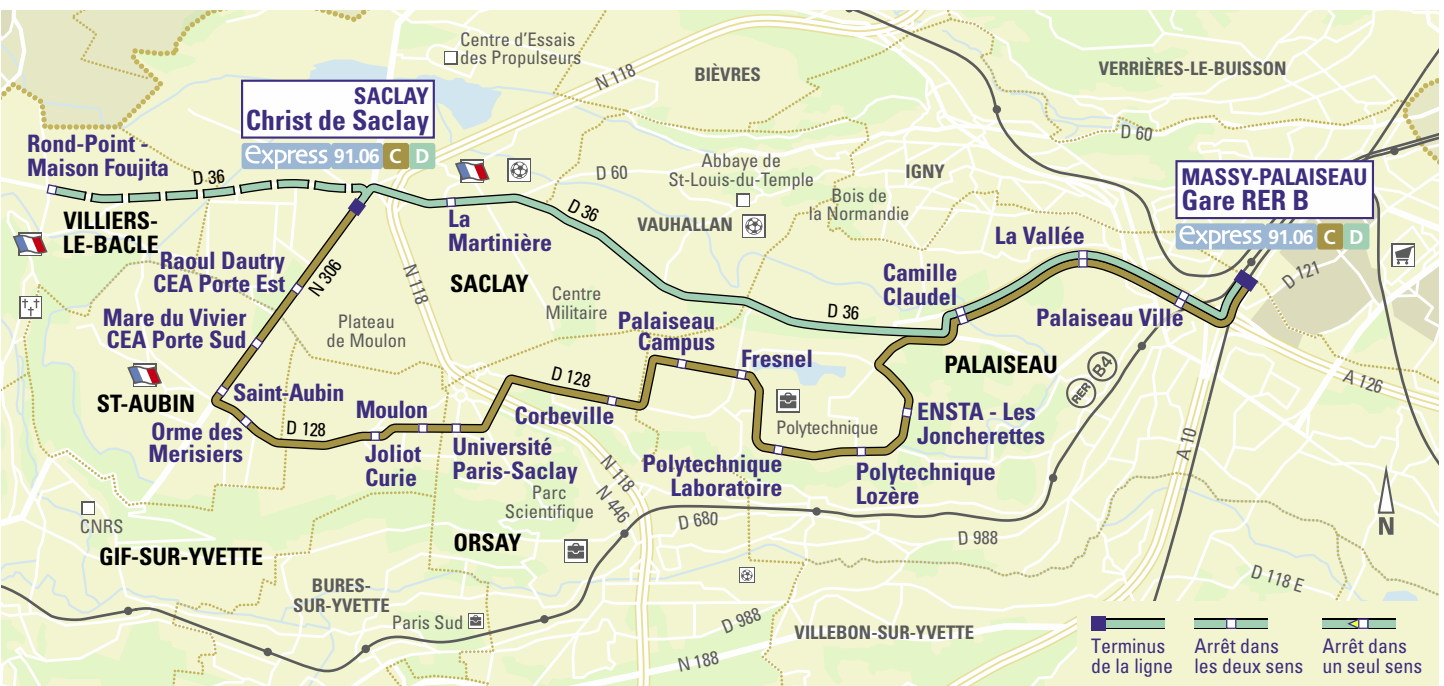 Centre d'Essais
des Propulseurs
N 118
BIÈVRES
VERRIÈRES-LE-BUISSON
SACLAY
Christ de Saclay
express 91.06 C D
D 60
Rond-Point -
Maison Foujita
D 36
D 60
Abbaye de
St-Louis-du-Temple
IGNY
MASSY-PALAISEAU
Gare RER B
express 91.06 C D
VILLIERS-
LE-BACLE
La
Martinière
D 36
VAUHALLAN
Bois de
la Normandie
La Vallée
Raoul Dautry
CEA Porte Est
N 306
N 118
SACLAY
Camille
Claudel
D 121
Mare du Vivier
CEA Porte Sud
Plateau
de Moulon
Centre
Militaire
D 36
Palaiseau Ville
Palaiseau
Campus
Fresnel
PALAISEAU
RER B4
A 126
ST-AUBIN
Saint-Aubin
D 128
Moulon
Corbeville
Polytechnique
ENSTA - Les
Joncherettes
Orme des
Merisiers
D 128
Joliot
Curie
Université
Paris-Saclay
Polytechnique
Laboratoire
Polytechnique
Lozère
A 10
N 118
N 446
Parc
Scientifique
CNRS
D 680
D 988
N
GIF-SUR-YVETTE
ORSAY
BURES-
SUR-YVETTE
Paris Sud
D 988
N 188
VILLEBON-SUR-YVETTE
D 118 E
Terminus
de la ligne
Arrêt dans
les deux sens
Arrêt dans
un seul sens